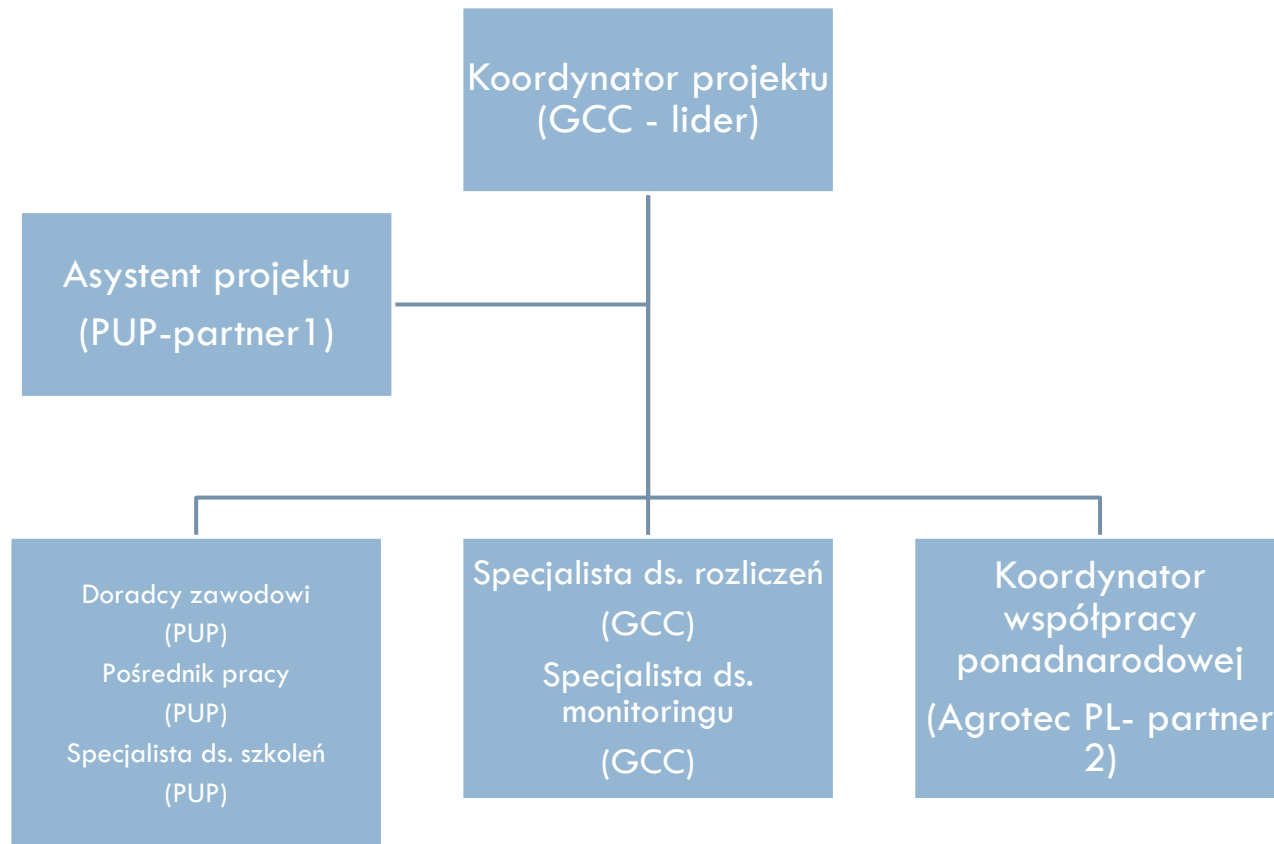 Koordynator projektu
(GCC - lider)
Asystent projektu
(PUP-partner1)
Doradcy zawodowi
(PUP)
Pośrednik pracy
(PUP)
Specjalista ds. szkoleń
(PUP)
Specjalista ds. rozliczeń
(GCC)
Specjalista ds.
monitoringu
(GCC)
Koordynator
współpracy
ponadnarodowej
(Agrotec PL- partner
2)